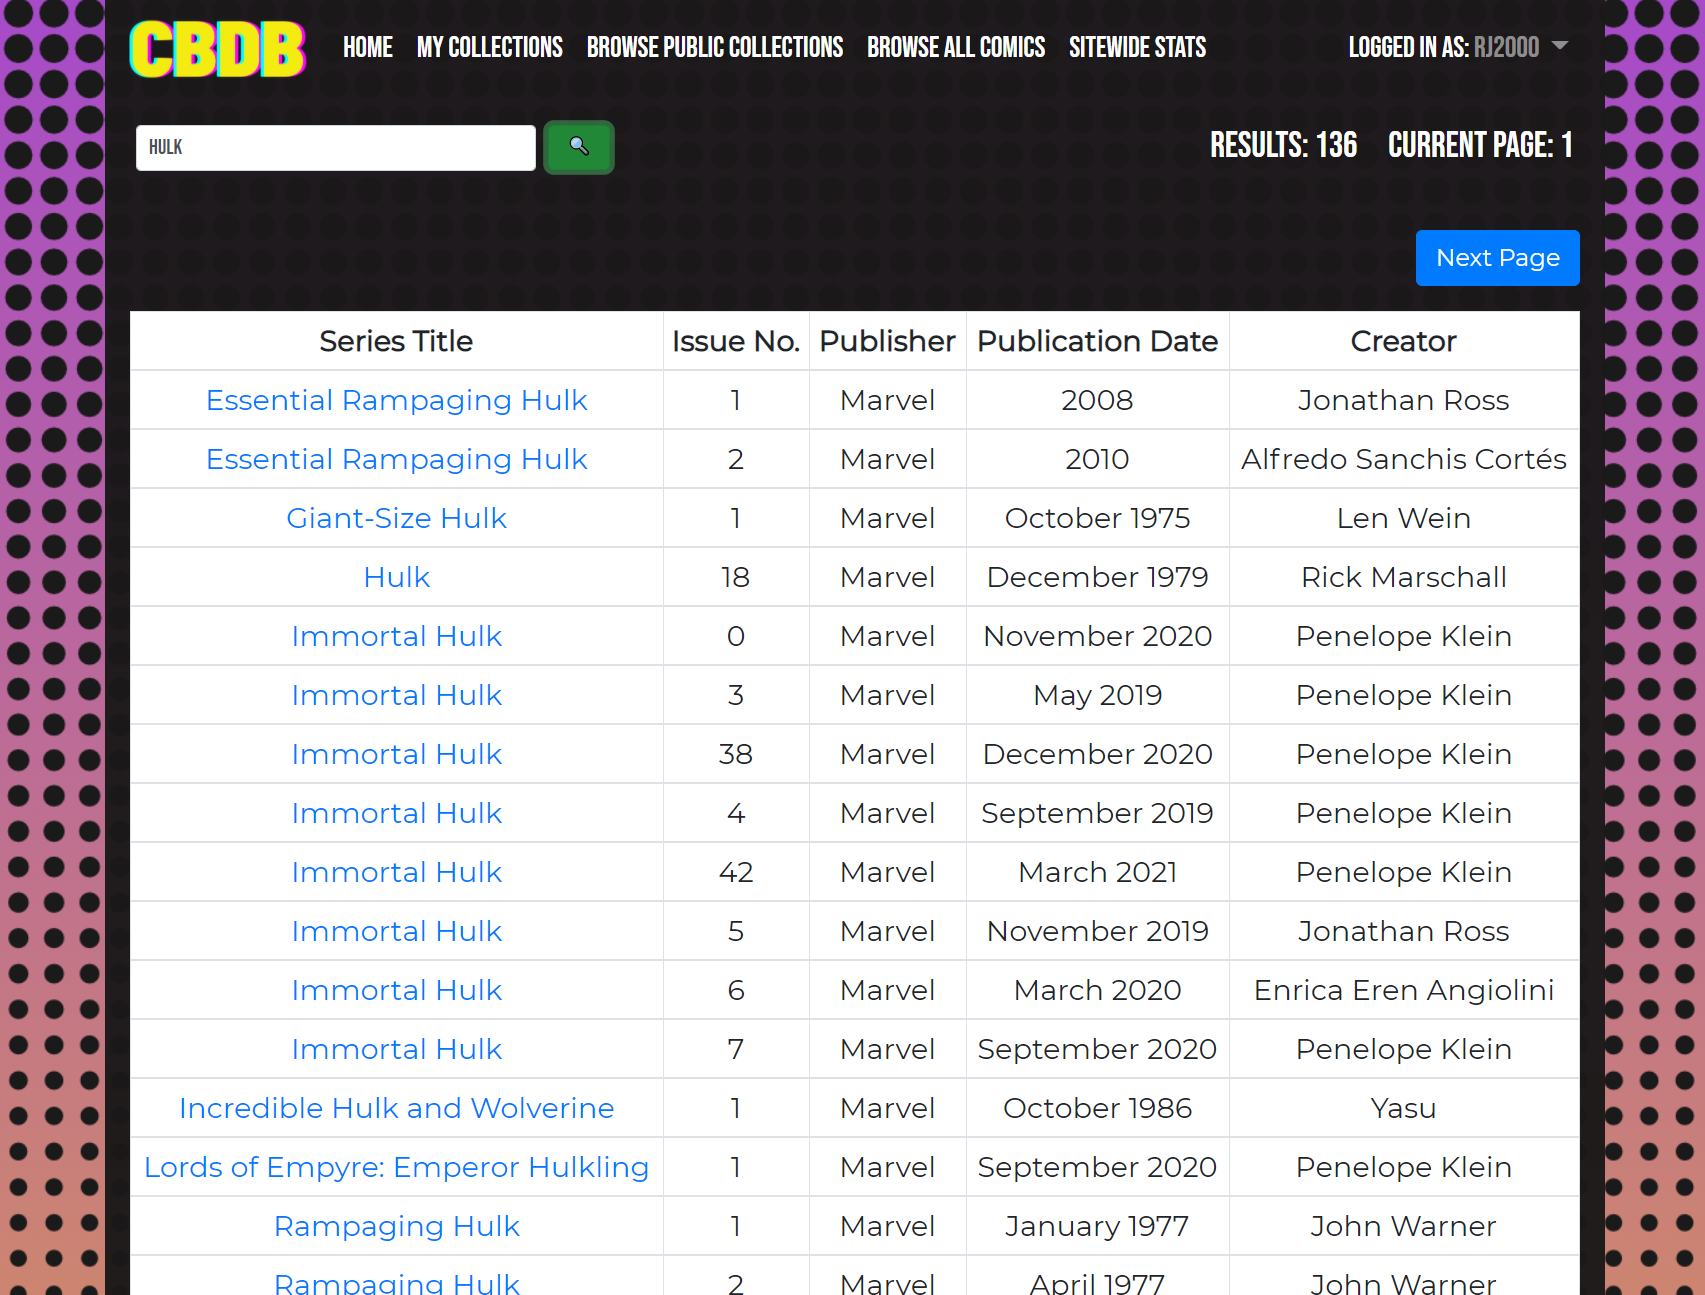 CBDB HOME MY COLLECTIONS BROWSE PUBLIC COLLECTIONS BROWSE ALL COMICS SITEWIDE STATS LOGGED IN AS: RJ2000
HULK RESULTS: 136 CURRENT PAGE: 1
Next Page
Series Title Issue No. Publisher Publication Date Creator
Essential Rampaging Hulk 1 Marvel 2008 Jonathan Ross
Essential Rampaging Hulk 2 Marvel 2010 Alfredo Sanchis Cortés
Giant-Size Hulk 1 Marvel October 1975 Len Wein
Hulk 18 Marvel December 1979 Rick Marschall
Immortal Hulk 0 Marvel November 2020 Penelope Klein
Immortal Hulk 3 Marvel May 2019 Penelope Klein
Immortal Hulk 38 Marvel December 2020 Penelope Klein
Immortal Hulk 4 Marvel September 2019 Penelope Klein
Immortal Hulk 42 Marvel March 2021 Penelope Klein
Immortal Hulk 5 Marvel November 2019 Jonathan Ross
Immortal Hulk 6 Marvel March 2020 Enrica Eren Angiolini
Immortal Hulk 7 Marvel September 2020 Penelope Klein
Incredible Hulk and Wolverine 1 Marvel October 1986 Yasu
Lords of Empyre: Emperor Hulkling 1 Marvel September 2020 Penelope Klein
Rampaging Hulk 1 Marvel January 1977 John Warner
Rampaging Hulk 2 Marvel April 1977 John Warner